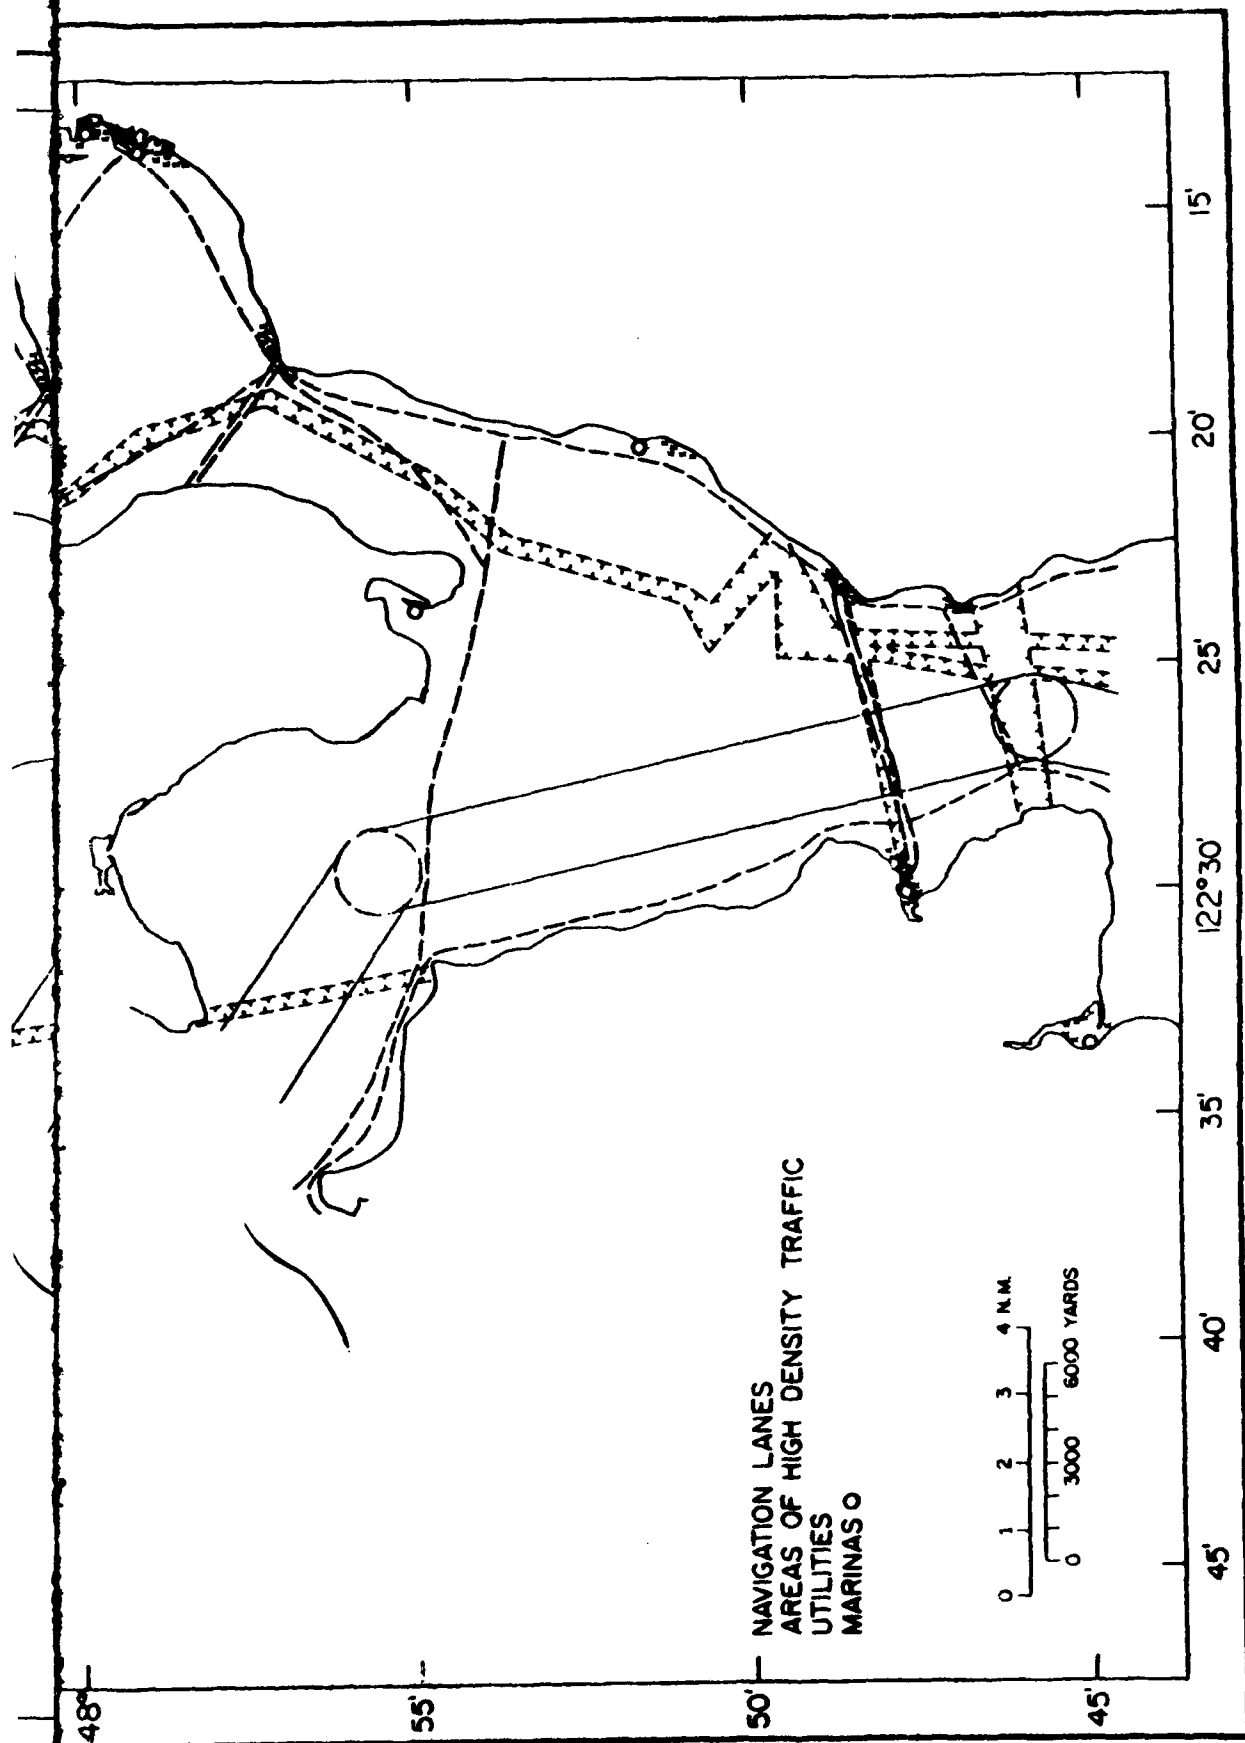 NAVIGATION LANES
AREAS OF HIGH DENSITY TRAFFIC
UTILITIES
MARINAS O
0 1 2 3 4 N.M.
0 3000 6000 YARDS
48°
55'
50'
45'
45'
40'
35'
122°30'
25'
20'
15'